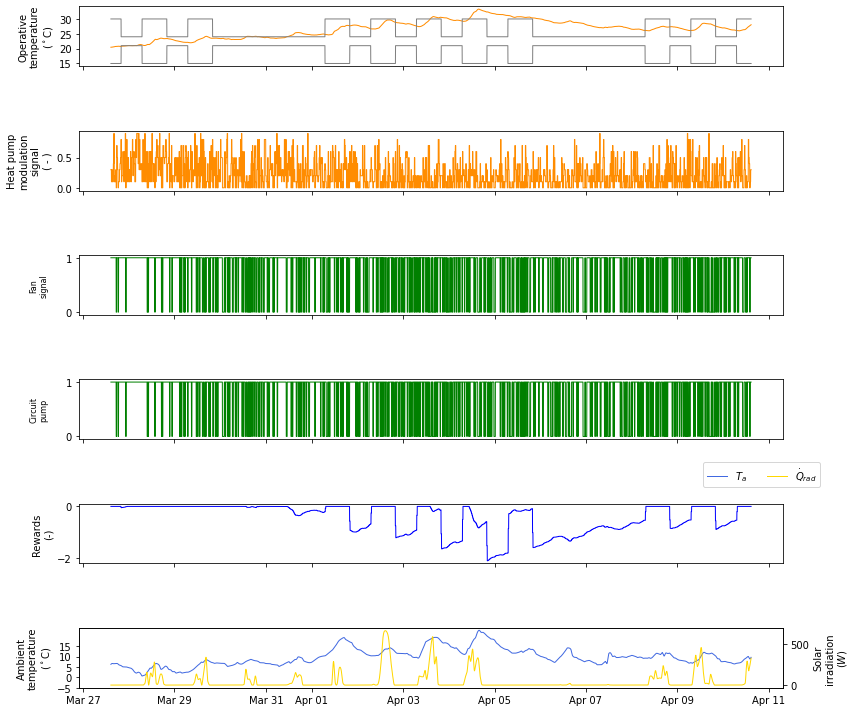 Operative
temperature
(°C)
30
25
20
15
Heat pump
modulation
signal
( - )
0.5
0.0
Fan
signal
1
0
Circuit
pump
1
0
T_a
Q̇_rad
Rewards
(-)
0
−2
Ambient
temperature
(°C)
15
10
5
0
−5
Solar
irradiation
(W)
500
0
Mar 27 Mar 29 Mar 31 Apr 01 Apr 03 Apr 05 Apr 07 Apr 09 Apr 11